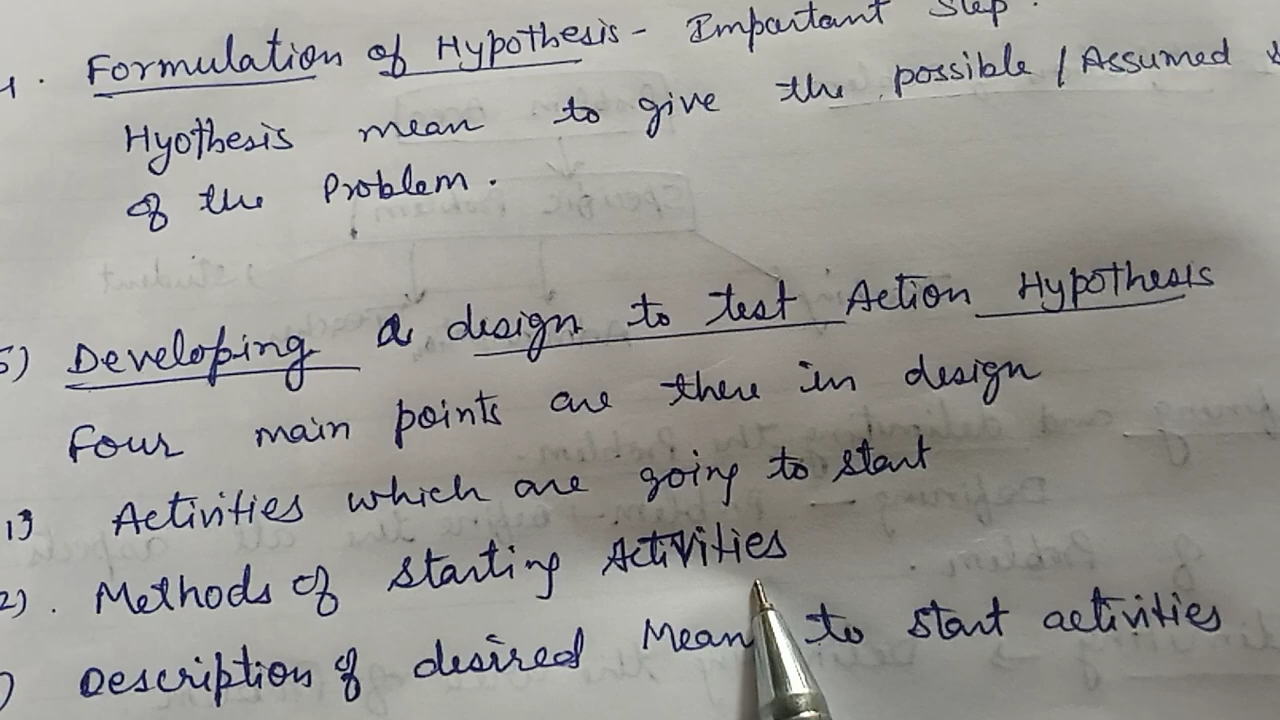 4. Formulation of Hypothesis - Important Step.
Hyothesis mean to give the possible / Assumed
of the Problem.
5) Developing a design to test Action Hypothesis
Four main points are there in design
1) Activities which are going to start
2). Methods of starting Activities
) Description of desired Mean to start activities